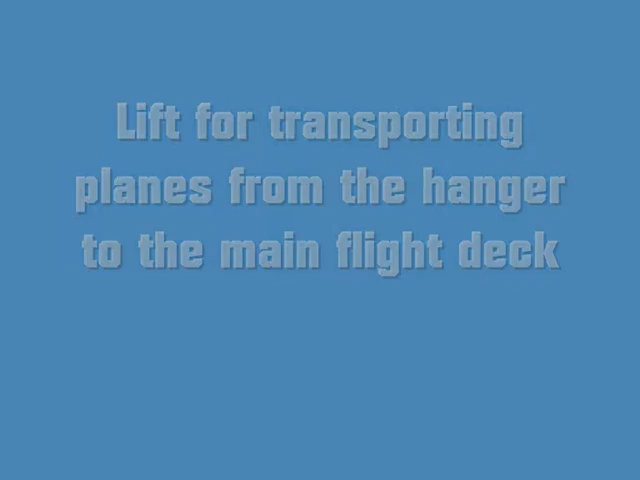 Lift for transporting
planes from the hanger
to the main flight deck